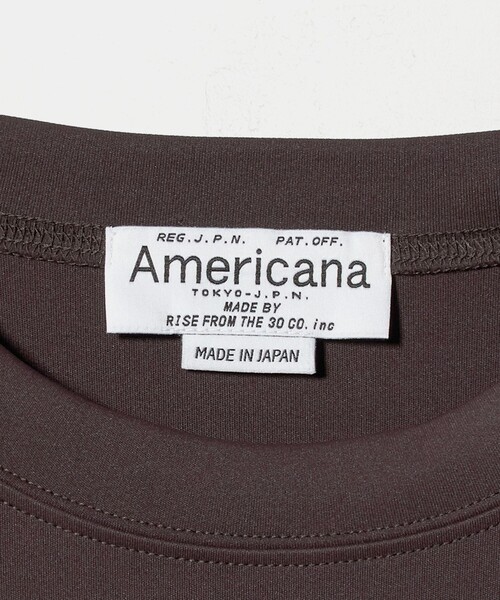 REG.J.P.N. PAT.OFF.
Americana
TOKYO-J.P.N.
MADE BY
RISE FROM THE 30 CO. inc
MADE IN JAPAN